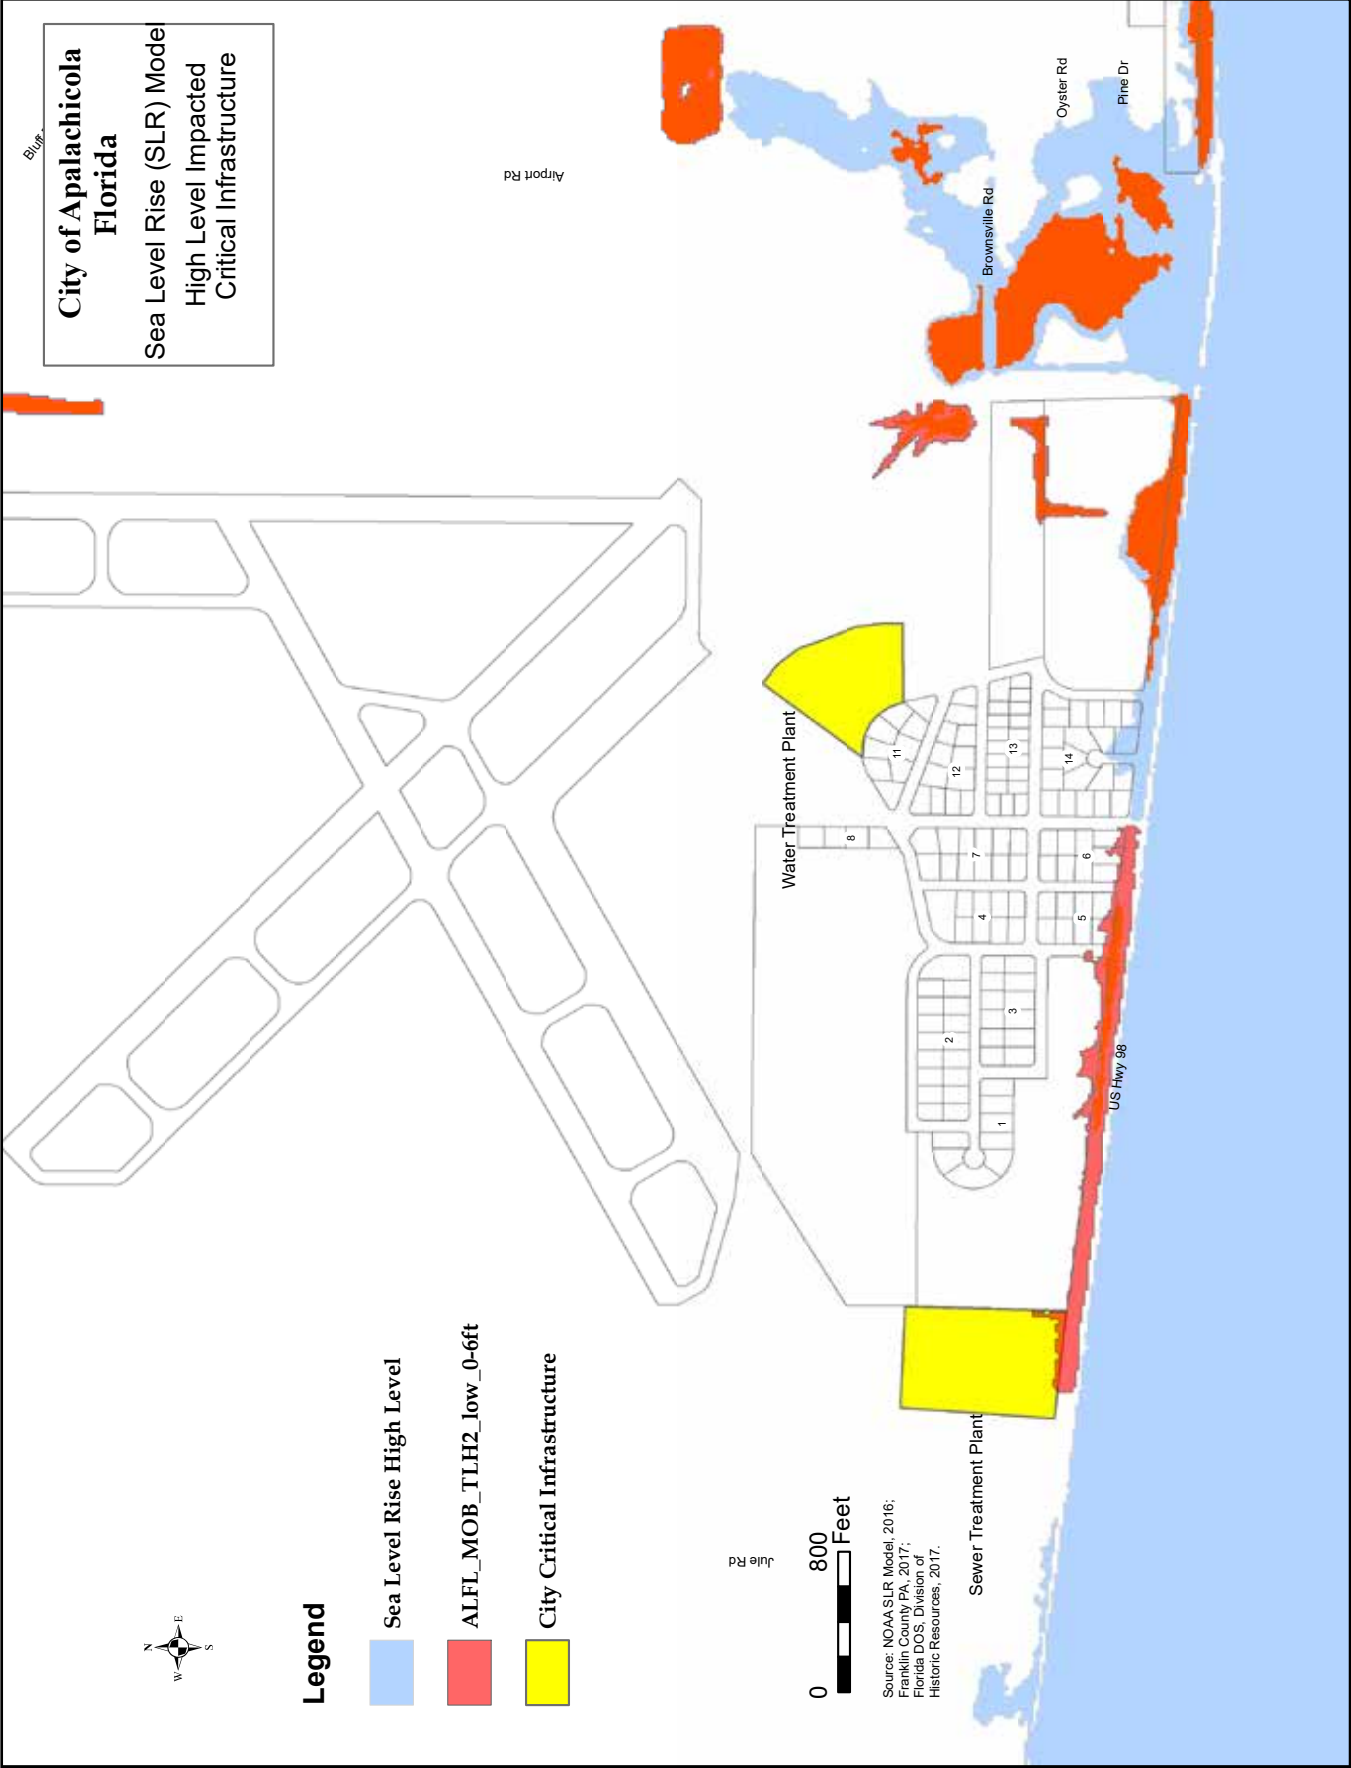 City of Apalachicola
Florida
Sea Level Rise (SLR) Model
High Level Impacted
Critical Infrastructure
Bluff
Airport Rd
Oyster Rd
Pine Dr
Brownsville Rd
Water Treatment Plant
11
12
13
14
8
7
6
4
5
2
3
1
US Hwy 98
Sewer Treatment Plant
Jule Rd
N
W
E
S
Legend
Sea Level Rise High Level
ALFL_MOB_TLH2_low_0-6ft
City Critical Infrastructure
0
800
Feet
Source: NOAA SLR Model, 2016;
Franklin County PA, 2017;
Florida DOS, Division of
Historic Resources, 2017.